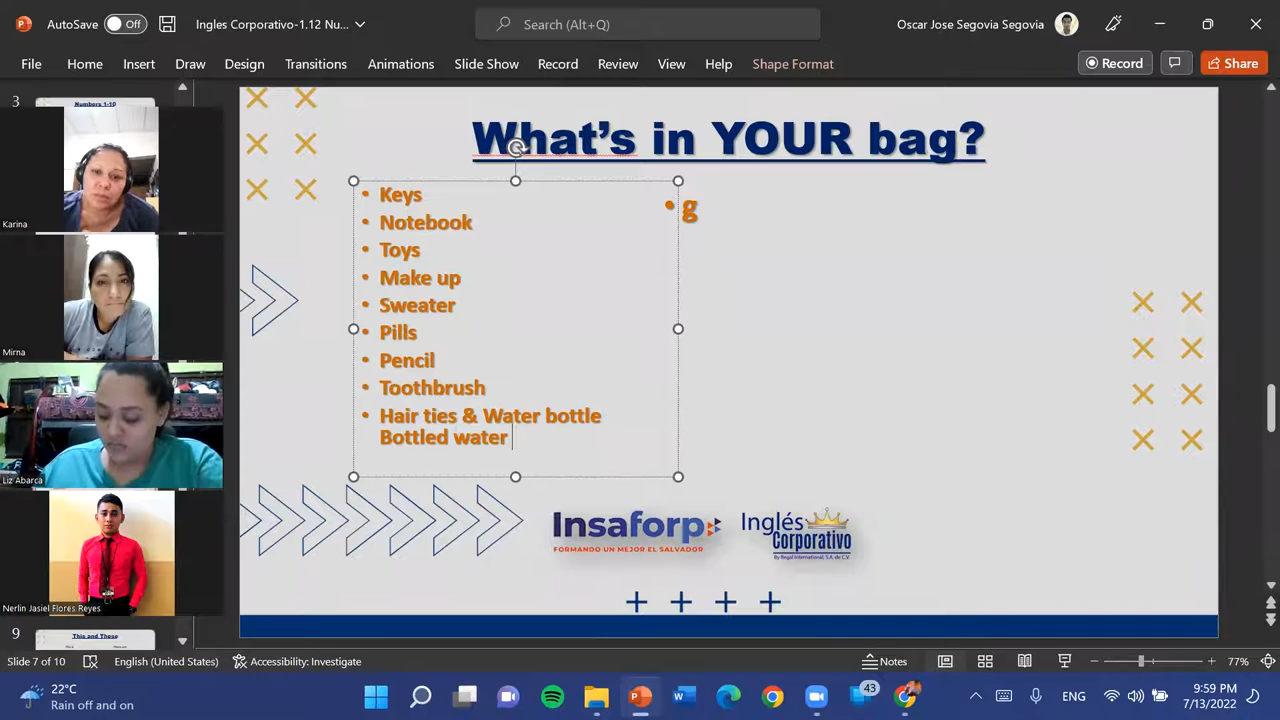 AutoSave Off Ingles Corporativo-1.12 Nu... Search (Alt+Q) Oscar Jose Segovia Segovia
File Home Insert Draw Design Transitions Animations Slide Show Record Review View Help Shape Format Record Share
3
Numbers 1-10
Karina
Mirna
Liz Abarca
Nerlin Jasiel Flores Reyes
9
This and These
What's in YOUR bag?
• Keys
• Notebook
• Toys
• Make up
• Sweater
• Pills
• Pencil
• Toothbrush
• Hair ties & Water bottle
Bottled water
• g
Insaforp
FORMANDO UN MEJOR EL SALVADOR
Inglés
Corporativo
By Regal International, S.A. de C.V.
Slide 7 of 10 English (United States) Accessibility: Investigate Notes 77%
22°C
Rain off and on
43
ENG
9:59 PM
7/13/2022